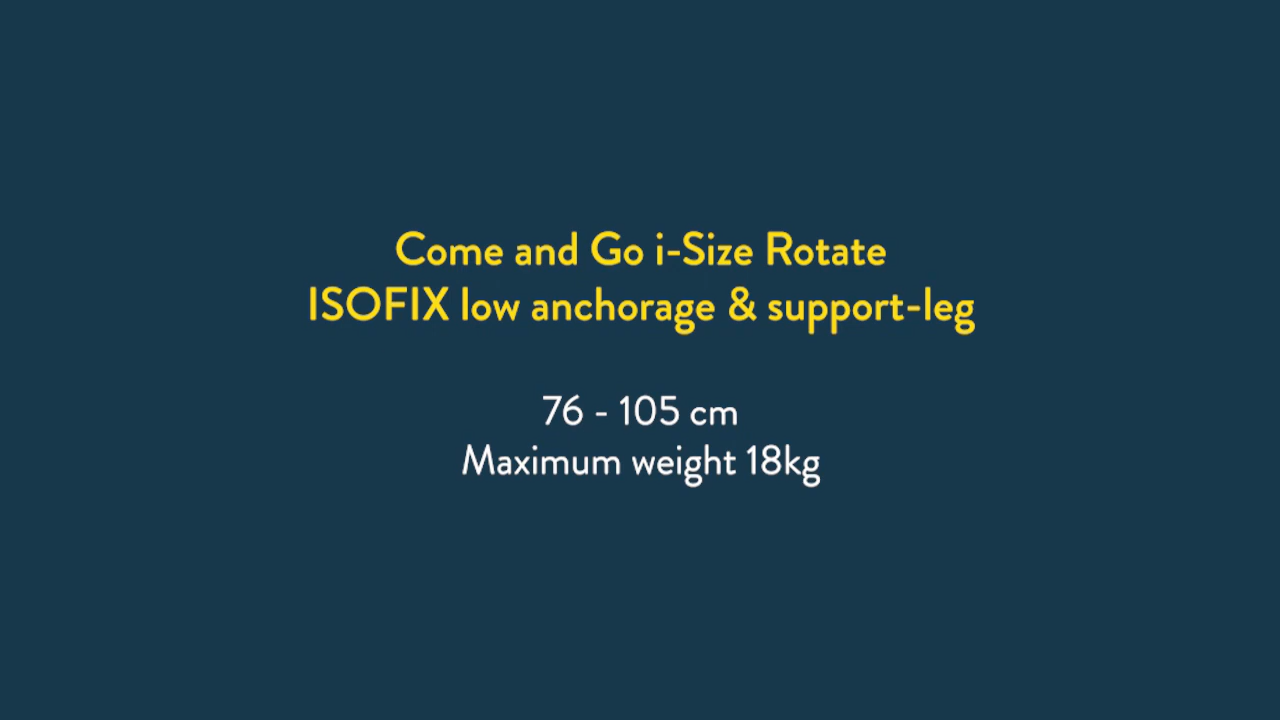 Come and Go i-Size Rotate
ISOFIX low anchorage & support-leg
76 - 105 cm
Maximum weight 18kg